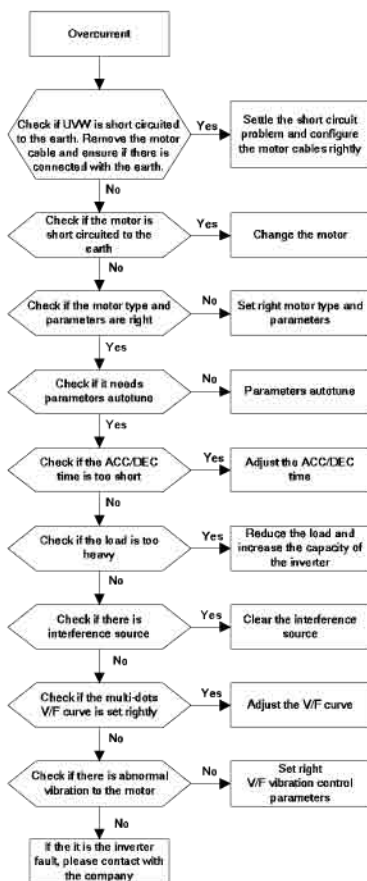 Overcurrent
Check if UVW is short circuited
to the earth. Remove the motor
cable and ensure if there is
connected with the earth.
Yes
Settle the short circuit
problem and configure
the motor cables rightly
No
Check if the motor is
short circuited to the
earth
Yes
Change the motor
No
Check if the motor type and
parameters are right
No
Set right motor type and
parameters
Yes
Check if it needs
parameters autotune
No
Parameters autotune
Yes
Check if the ACC/DEC
time is too short
Yes
Adjust the ACC/DEC
time
No
Check if the load is too
heavy
Yes
Reduce the load and
increase the capacity of
the inverter
No
Check if there is
interference source
Yes
Clear the interference
source
No
Check if the multi-dots
V/F curve is set rightly
Yes
Adjust the V/F curve
No
Check if there is abnormal
vibration to the motor
No
Set right
V/F vibration control
parameters
No
If the it is the inverter
fault, please contact with
the company